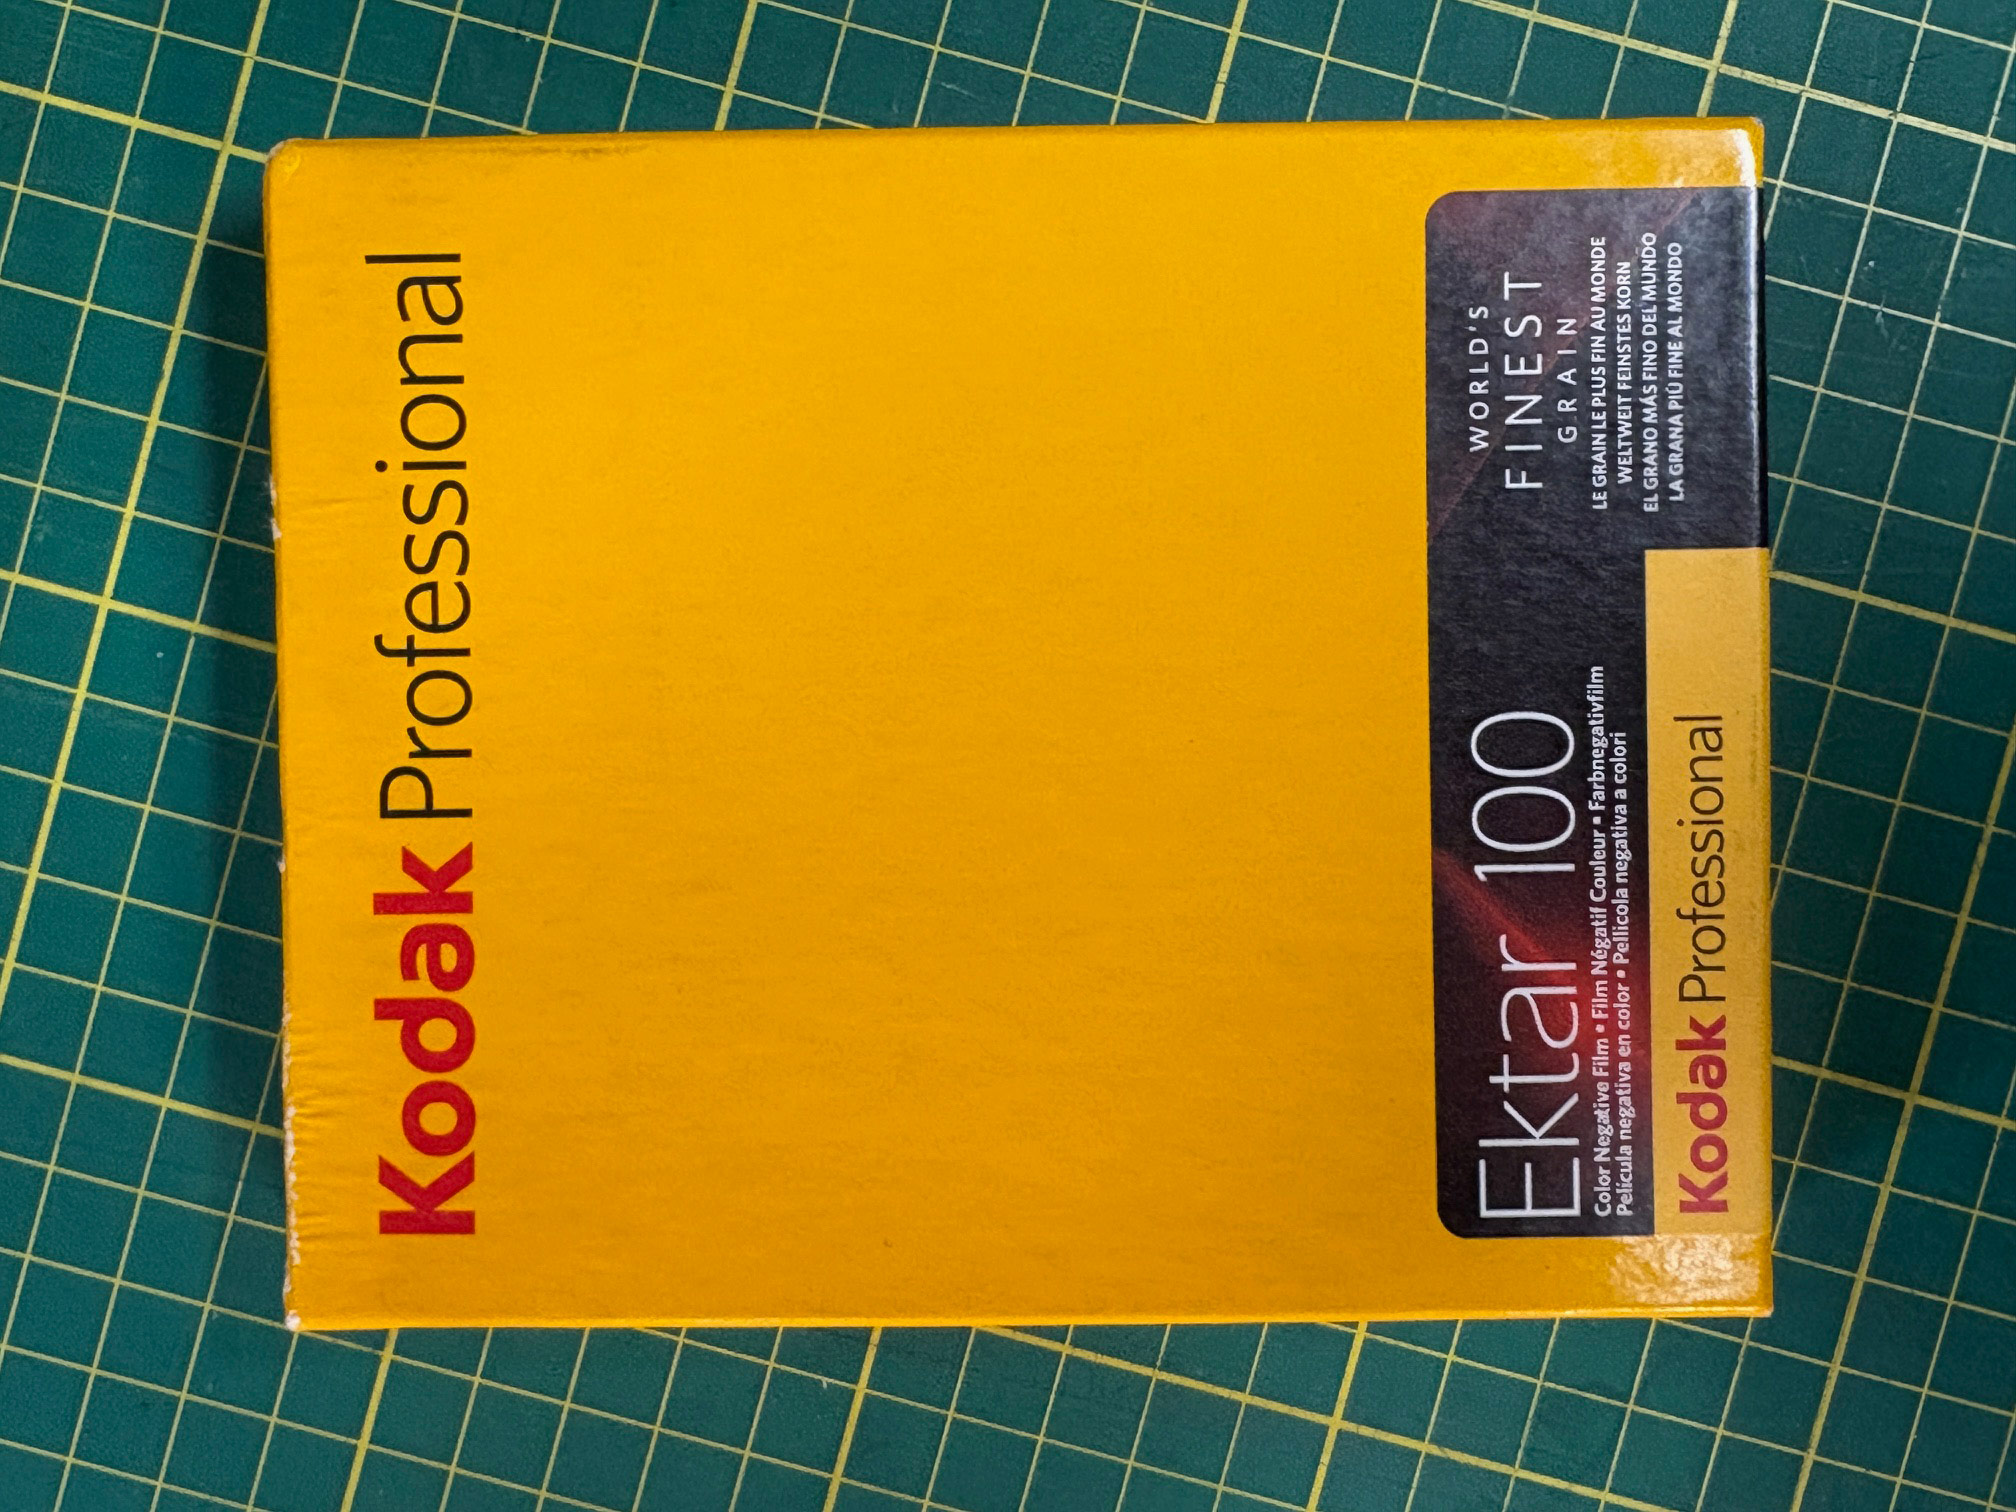 Kodak Professional
Ektar 100
Color Negative Film • Film Négatif Couleur • Farbnegativfilm
Película negativa en color • Pellicola negativa a colori
WORLD'S
FINEST
GRAIN
LE GRAIN LE PLUS FIN AU MONDE
WELTWEIT FEINSTES KORN
EL GRANO MÁS FINO DEL MUNDO
LA GRANA PIÙ FINE AL MONDO
Kodak Professional